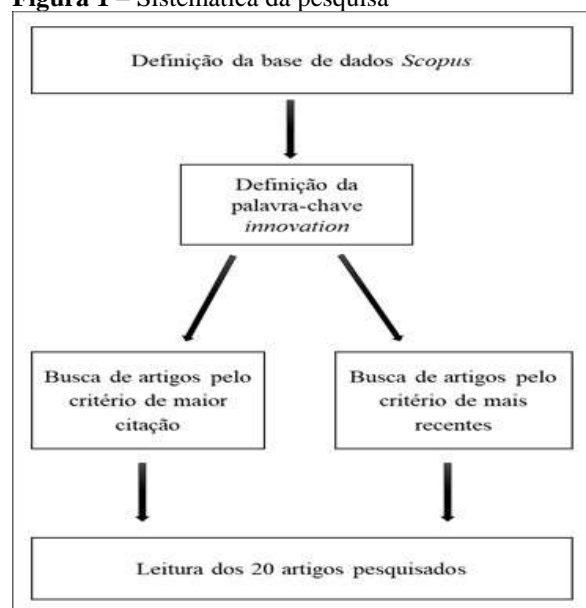 Figura 1 – Sistemática da pesquisa
Definição da base de dados Scopus
Definição da
palavra-chave
innovation
Busca de artigos pelo
critério de maior
citação
Busca de artigos pelo
critério de mais
recentes
Leitura dos 20 artigos pesquisados